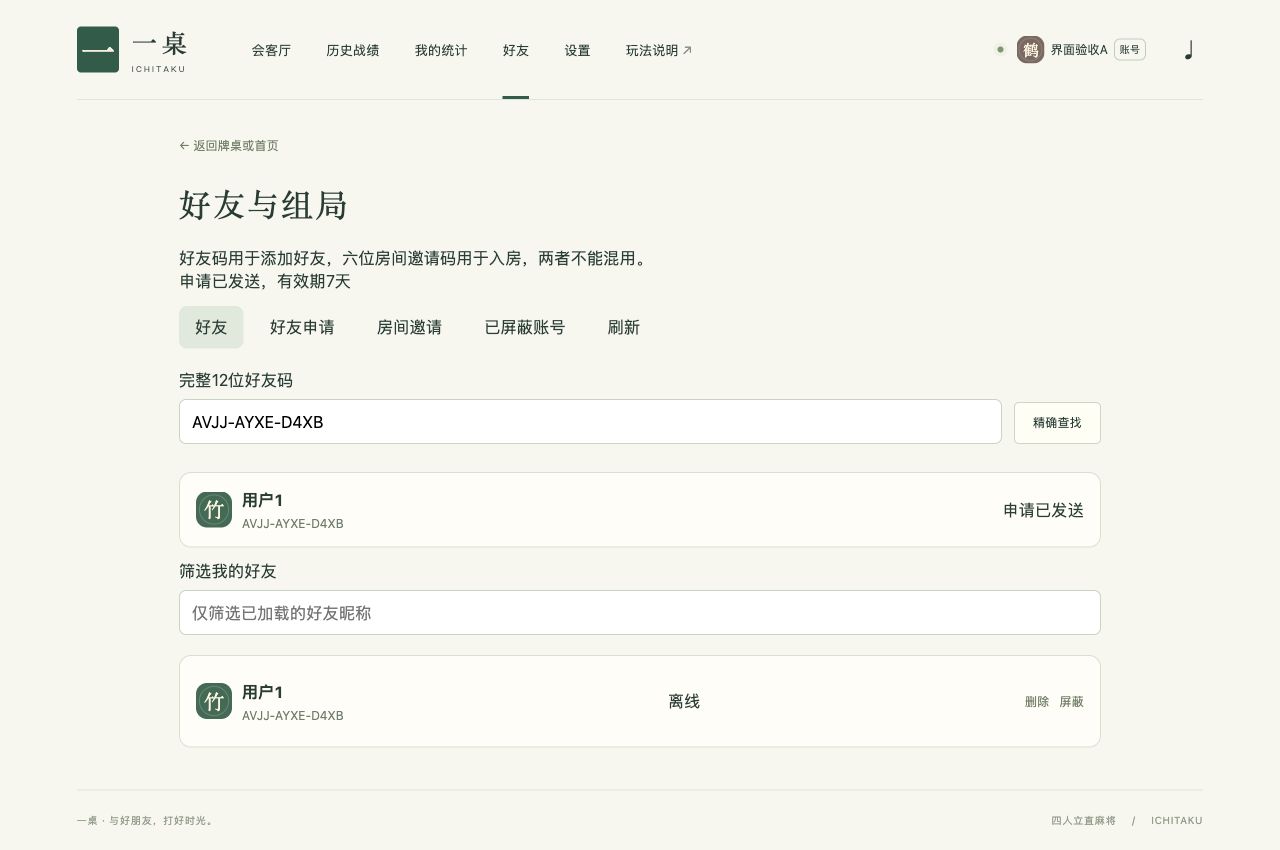 一 一桌
ICHITAKU
会客厅 历史战绩 我的统计 好友 设置 玩法说明 ↗
鹤 界面验收A 账号 ♩
← 返回牌桌或首页
好友与组局
好友码用于添加好友，六位房间邀请码用于入房，两者不能混用。
申请已发送，有效期7天
好友 好友申请 房间邀请 已屏蔽账号 刷新
完整12位好友码
AVJJ-AYXE-D4XB 精确查找
竹 用户1
AVJJ-AYXE-D4XB
申请已发送
筛选我的好友
仅筛选已加载的好友昵称
竹 用户1
AVJJ-AYXE-D4XB
离线
删除 屏蔽
一桌 · 与好朋友，打好时光。
四人立直麻将 / ICHITAKU